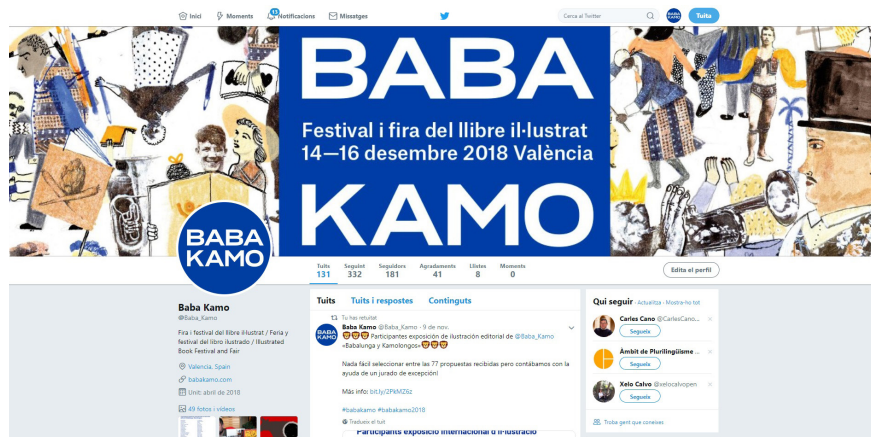 Inici
Moments
11
Notificacions
Missatges
Cerca al Twitter
BABA KAMO
Tuita
BABA
Festival i fira del llibre il·lustrat
14—16 desembre 2018 València
KAMO
BABA
KAMO
Tuits
131
Seguint
332
Seguidors
181
Agradaments
41
Llistes
8
Moments
0
Edita el perfil
Baba Kamo
@Baba_Kamo
Fira i festival del llibre il·lustrat / Feria y
festival del libro ilustrado / Illustrated
Book Festival and Fair
Valencia, Spain
babakamo.com
Unit: abril de 2018
49 fotos i vídeos
Tuits Tuits i respostes Continguts
Tu has retuitat
BABA
KAMO
Baba Kamo @Baba_Kamo · 9 de nov.
Participantes exposición de ilustración editorial de @Baba_Kamo
«Babalunga y Kamolongos»
Nada fácil seleccionar entre las 77 propuestas recibidas pero contábamos con la
ayuda de un jurado de excepción!
Más info: bit.ly/2PkMZ6z
#babakamo #babakamo2018
Tradueix el tuit
Participants exposició internacional d'il·lustració
Qui seguir · Actualitza · Mostra-ho tot
Carles Cano @CarlesCano...
Segueix
Àmbit de Plurilingüisme ...
Segueix
Xelo Calvo @xelocalvopen
Segueix
Troba gent que coneixes